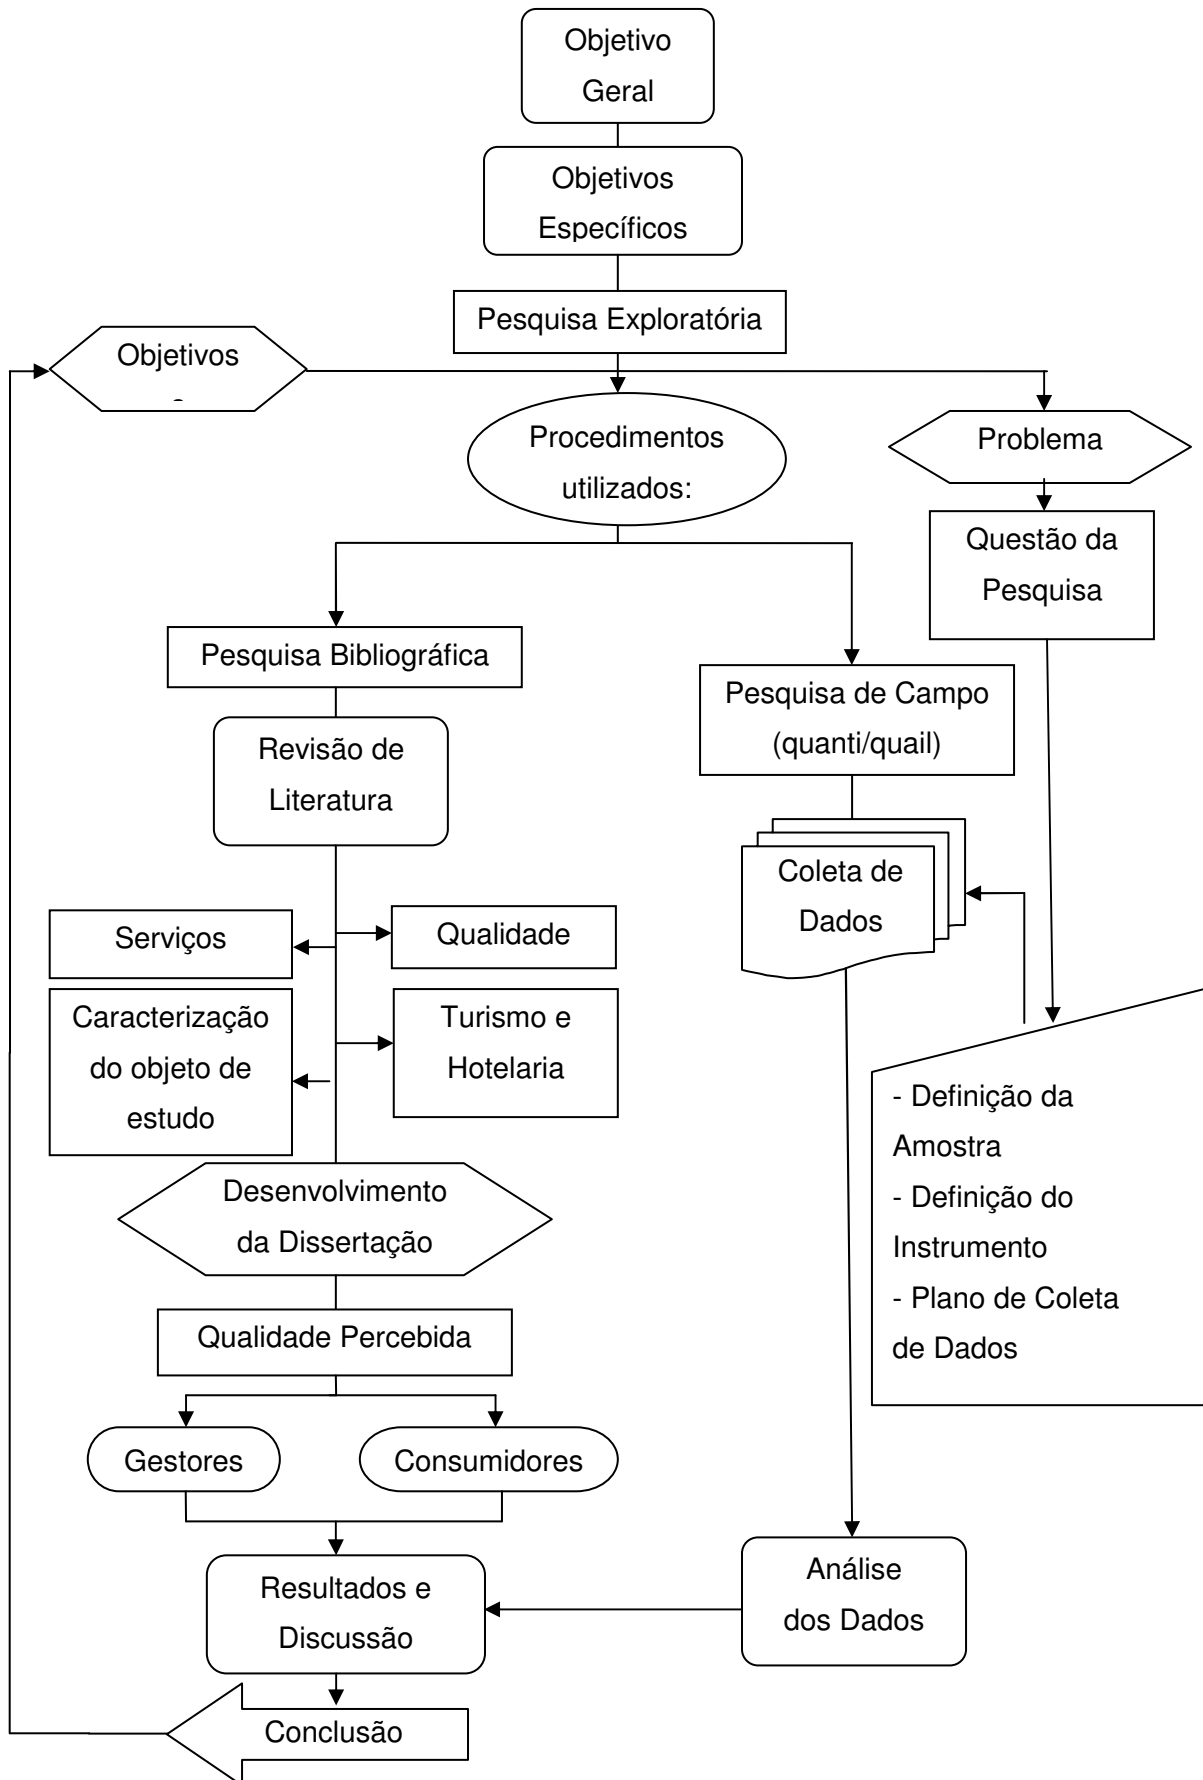 Objetivo
Geral
Objetivos
Específicos
Pesquisa Exploratória
Objetivos
Procedimentos
utilizados:
Problema
Questão da
Pesquisa
Pesquisa Bibliográfica
Pesquisa de Campo
(quanti/quail)
Revisão de
Literatura
Coleta de
Dados
Serviços
Qualidade
Caracterização
do objeto de
estudo
Turismo e
Hotelaria
- Definição da
Amostra
- Definição do
Instrumento
- Plano de Coleta
de Dados
Desenvolvimento
da Dissertação
Qualidade Percebida
Gestores
Consumidores
Resultados e
Discussão
Análise
dos Dados
Conclusão